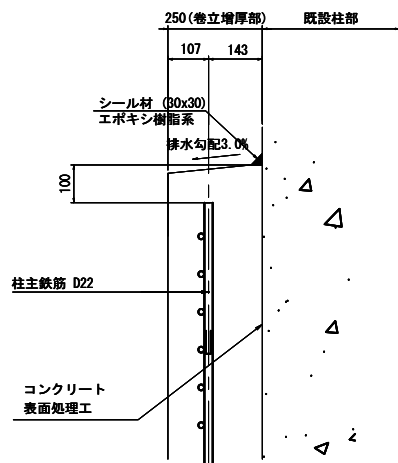 250(巻立増厚部)
既設柱部
107
143
シール材 (30x30)
エポキシ樹脂系
排水勾配3.0%
100
柱主鉄筋 D22
コンクリート
表面処理工